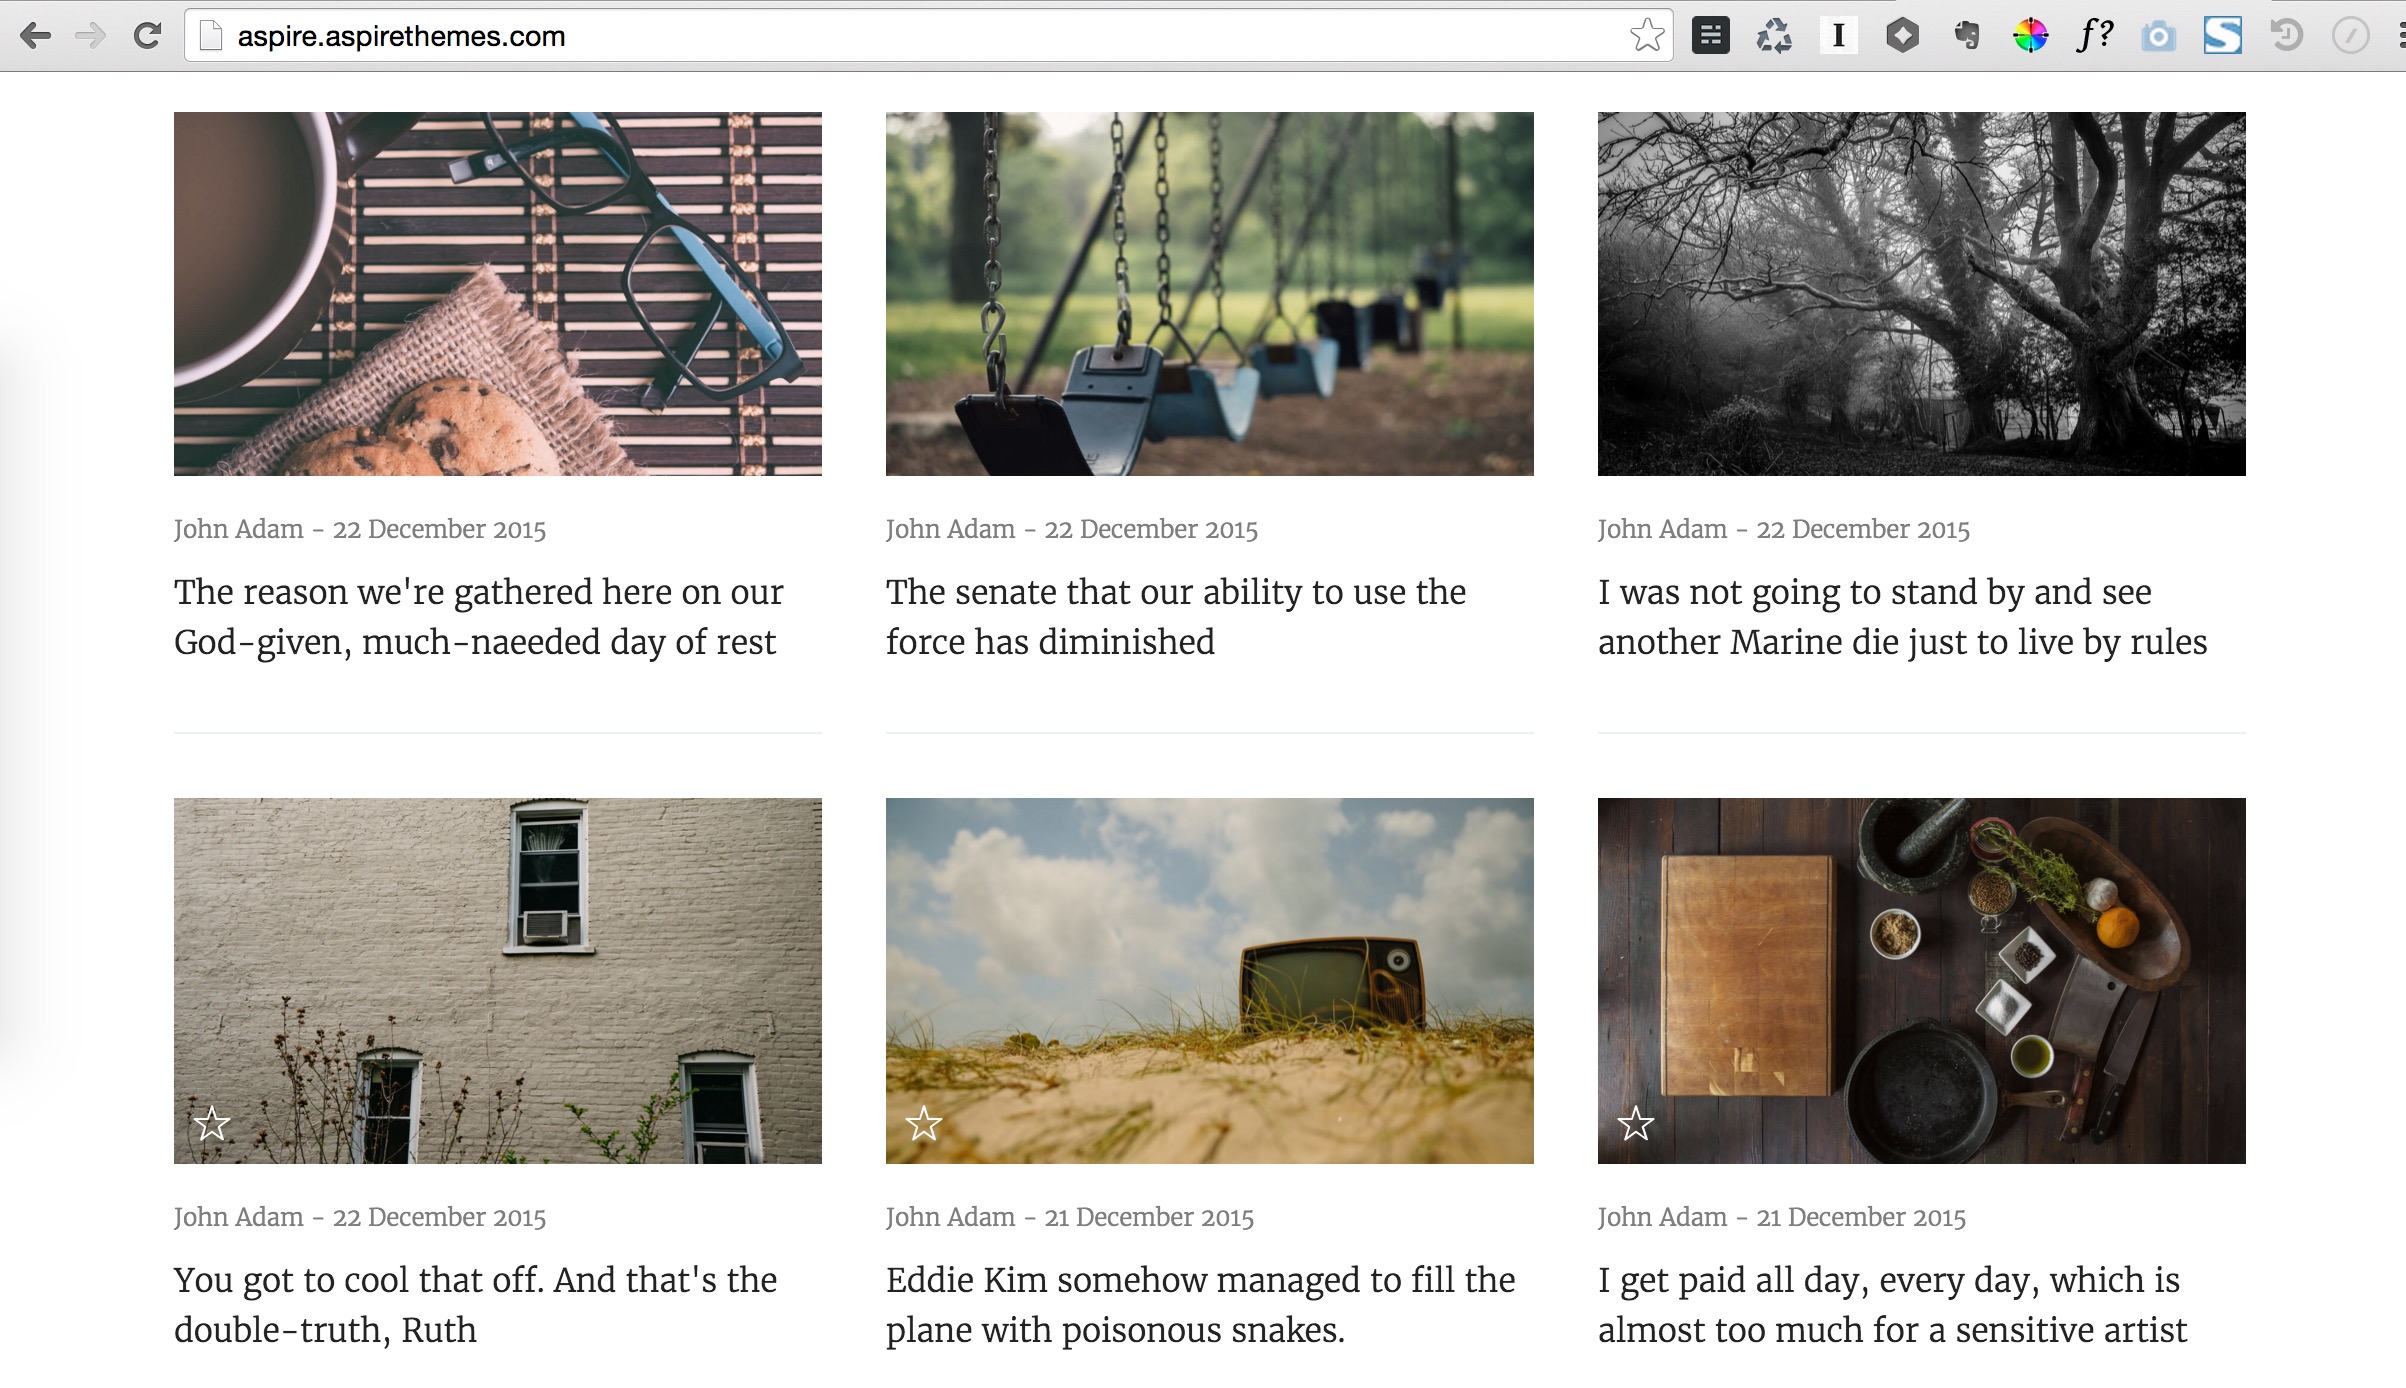 aspire.aspirethemes.com
I
f?
John Adam - 22 December 2015
The reason we're gathered here on our
God-given, much-naeeded day of rest
John Adam - 22 December 2015
The senate that our ability to use the
force has diminished
John Adam - 22 December 2015
I was not going to stand by and see
another Marine die just to live by rules
John Adam - 22 December 2015
You got to cool that off. And that's the
double-truth, Ruth
John Adam - 21 December 2015
Eddie Kim somehow managed to fill the
plane with poisonous snakes.
John Adam - 21 December 2015
I get paid all day, every day, which is
almost too much for a sensitive artist